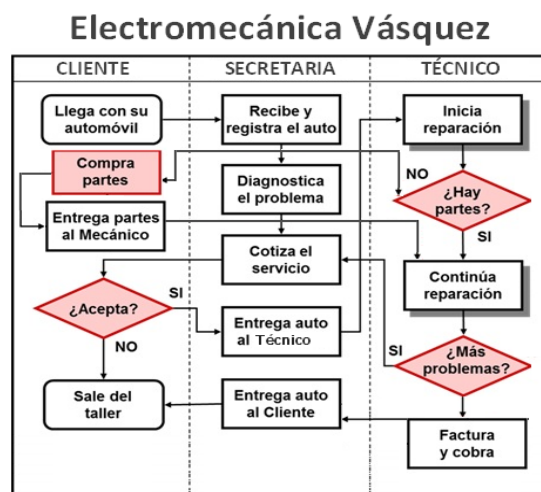 Electromecánica Vásquez
CLIENTE
SECRETARIA
TÉCNICO
Llega con su
automóvil
Recibe y
registra el auto
Inicia
reparación
Compra
partes
NO
Diagnostica
el problema
¿Hay
partes?
Entrega partes
al Mecánico
SI
Cotiza el
servicio
Continúa
reparación
¿Acepta?
SI
Entrega auto
al Técnico
NO
SI
¿Más
problemas?
Sale del
taller
Entrega auto
al Cliente
Factura
y cobra